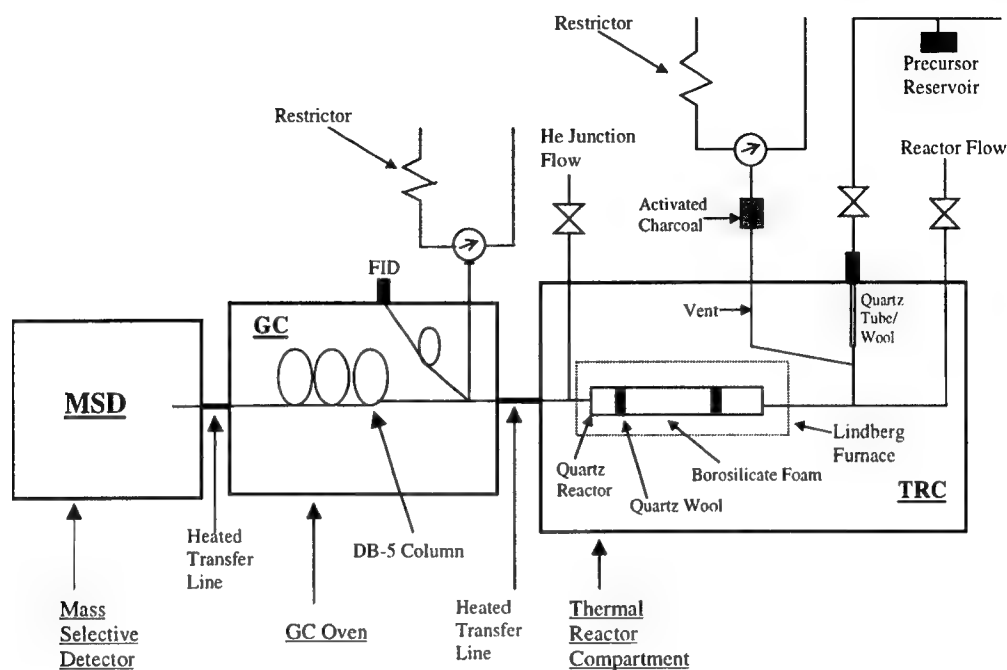 Restrictor
Precursor
Reservoir
Restrictor
He Junction
Flow
Reactor Flow
Activated
Charcoal
FID
Vent
Quartz
Tube/
Wool
GC
MSD
Lindberg
Furnace
Quartz
Reactor
Borosilicate Foam
Quartz Wool
TRC
Heated
Transfer
Line
DB-5 Column
Mass
Selective
Detector
GC Oven
Heated
Transfer
Line
Thermal
Reactor
Compartment